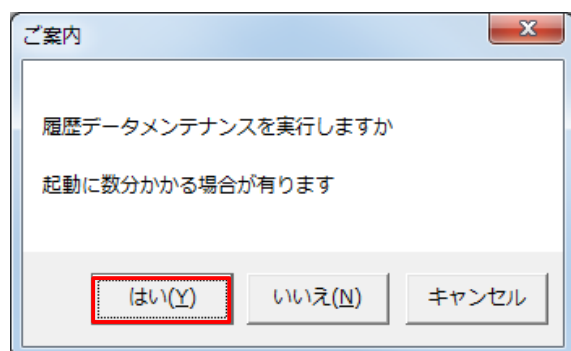 ご案内
履歴データメンテナンスを実行しますか
起動に数分かかる場合が有ります
はい(Y) いいえ(N) キャンセル